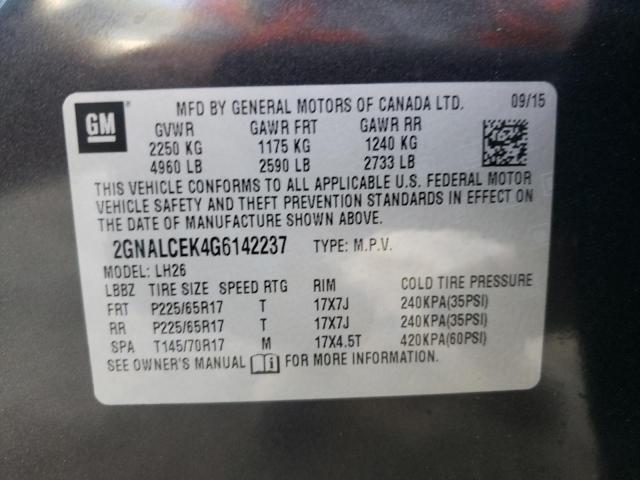 GM
MFD BY GENERAL MOTORS OF CANADA LTD. 09/15
GVWR GAWR FRT GAWR RR
2250 KG 1175 KG 1240 KG
4960 LB 2590 LB 2733 LB
THIS VEHICLE CONFORMS TO ALL APPLICABLE U.S. FEDERAL MOTOR
VEHICLE SAFETY AND THEFT PREVENTION STANDARDS IN EFFECT ON
THE DATE OF MANUFACTURE SHOWN ABOVE.
2GNALCEK4G6142237 TYPE: M.P.V.
MODEL: LH26
LBBZ TIRE SIZE SPEED RTG RIM COLD TIRE PRESSURE
FRT P225/65R17 T 17X7J 240KPA(35PSI)
RR P225/65R17 T 17X7J 240KPA(35PSI)
SPA T145/70R17 M 17X4.5T 420KPA(60PSI)
SEE OWNER'S MANUAL FOR MORE INFORMATION.